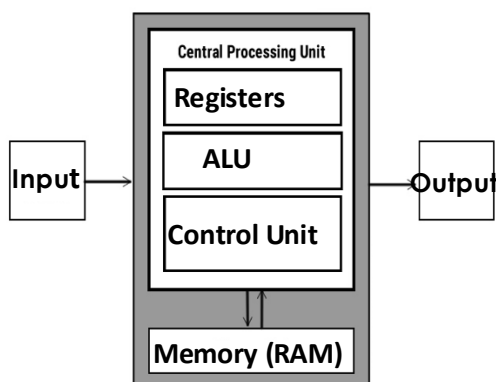 Central Processing Unit
Registers
ALU
Input
Output
Control Unit
Memory (RAM)